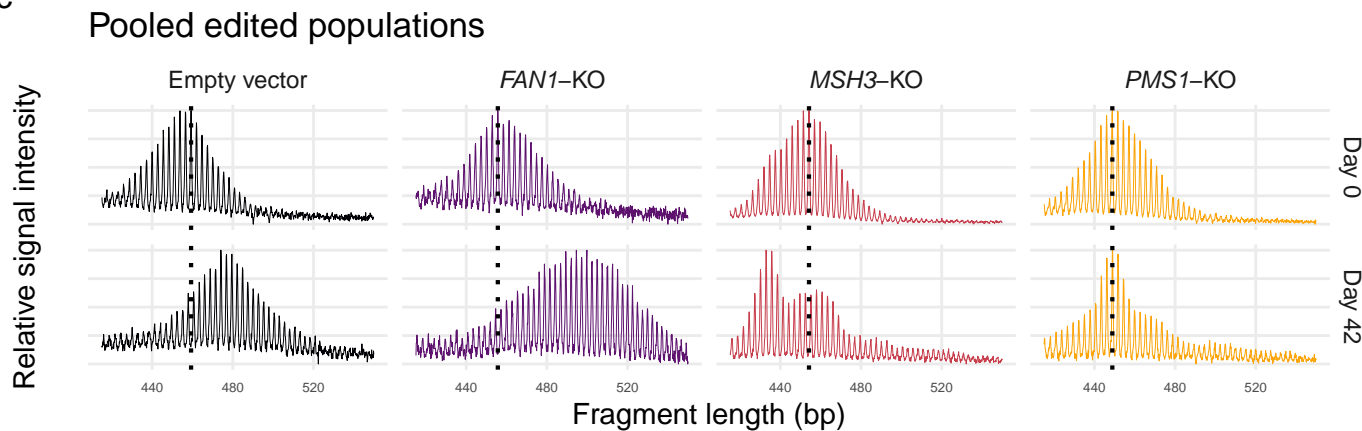 Pooled edited populations
Empty vector FAN1–KO MSH3–KO PMS1–KO
Relative signal intensity
Day 0
Day 42
440 480 520 440 480 520 440 480 520 440 480 520
Fragment length (bp)